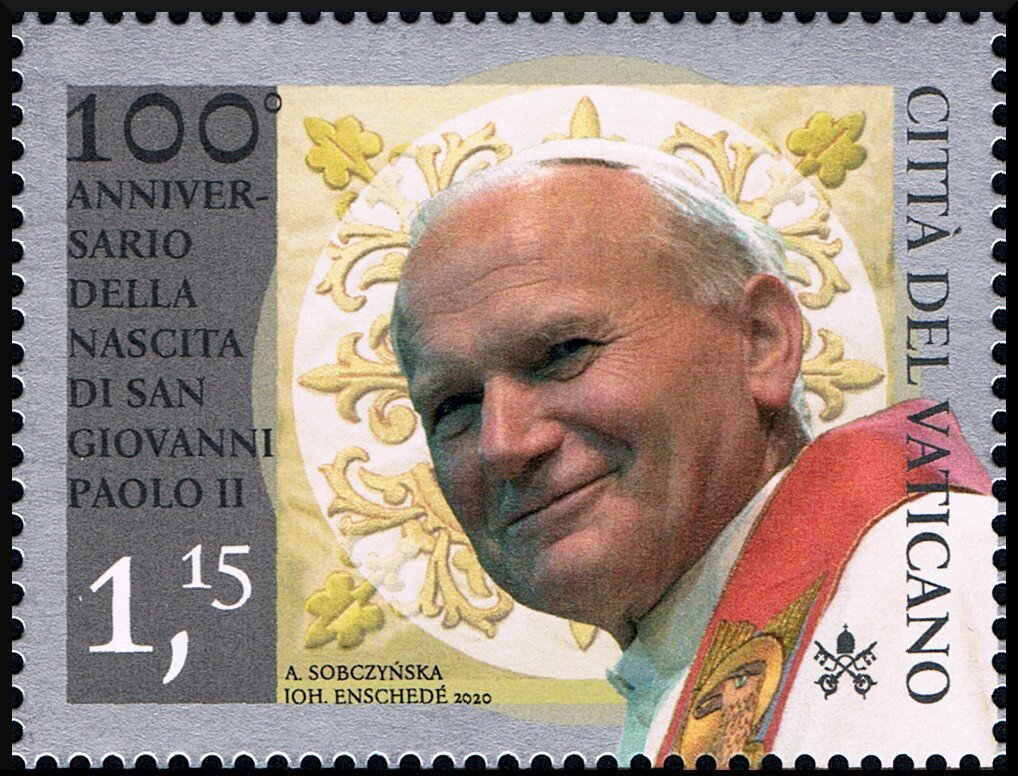 100°
ANNIVER-
SARIO
DELLA
NASCITA
DI SAN
GIOVANNI
PAOLO II
1,15
A. SOBCZYŃSKA
JOH. ENSCHEDÉ 2020
CITTÀ DEL VATICANO